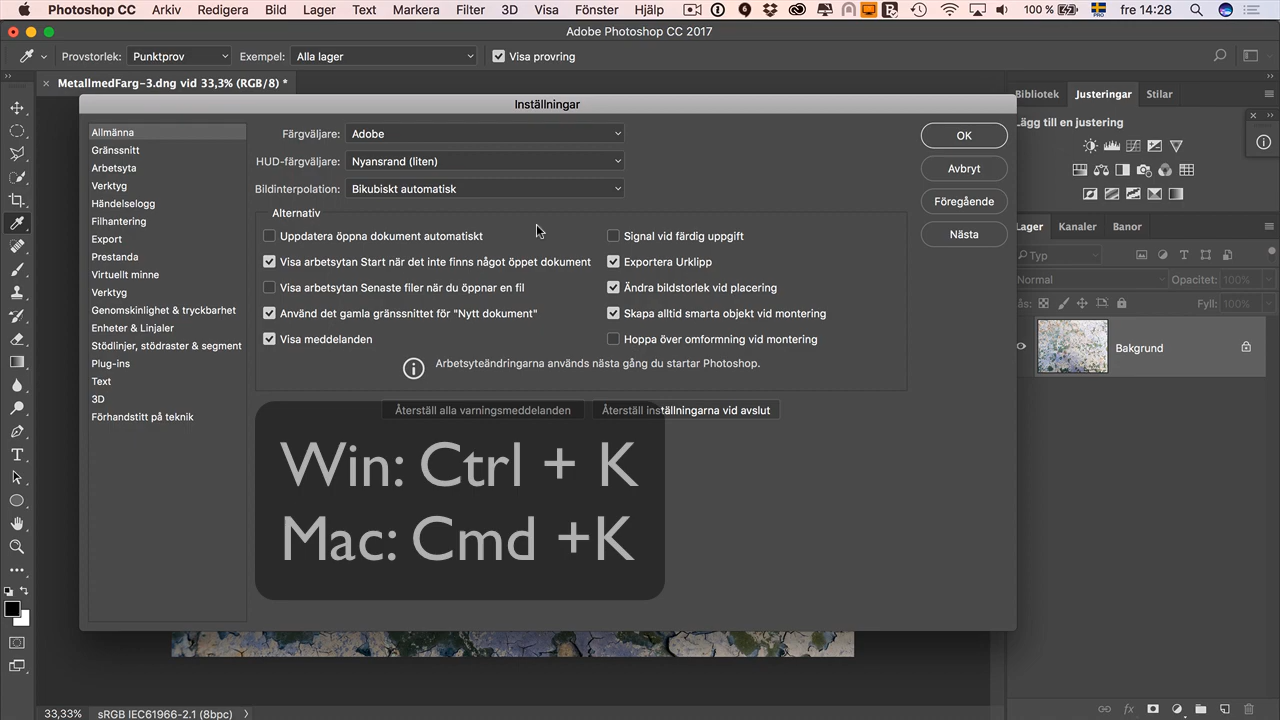 Photoshop CC Arkiv Redigera Bild Lager Text Markera Filter 3D Visa Fönster Hjälp 100 % fre 14:28
Adobe Photoshop CC 2017
Provstorlek: Punktprov Exempel: Alla lager Visa provring
MetallmedFarg-3.dng vid 33,3% (RGB/8) *
Bibliotek Justeringar Stilar
Lägg till en justering
Lager Kanaler Banor
Typ
Normal Opacitet: 100%
Fyll: 100%
Bakgrund
Inställningar
Allmänna
Gränssnitt
Arbetsyta
Verktyg
Händelselogg
Filhantering
Export
Prestanda
Virtuellt minne
Verktyg
Genomskinlighet & tryckbarhet
Enheter & Linjaler
Stödlinjer, stödraster & segment
Plug-ins
Text
3D
Förhandstitt på teknik
Färgväljare: Adobe
HUD-färgväljare: Nyansrand (liten)
Bildinterpolation: Bikubiskt automatisk
Alternativ
Uppdatera öppna dokument automatiskt
Visa arbetsytan Start när det inte finns något öppet dokument
Visa arbetsytan Senaste filer när du öppnar en fil
Använd det gamla gränssnittet för "Nytt dokument"
Visa meddelanden
Signal vid färdig uppgift
Exportera Urklipp
Ändra bildstorlek vid placering
Skapa alltid smarta objekt vid montering
Hoppa över omformning vid montering
Arbetsyteändringarna används nästa gång du startar Photoshop.
Återställ alla varningsmeddelanden Återställ inställningarna vid avslut
OK
Avbryt
Föregående
Nästa
Win: Ctrl + K
Mac: Cmd +K
33,33% sRGB IEC61966-2.1 (8bpc)